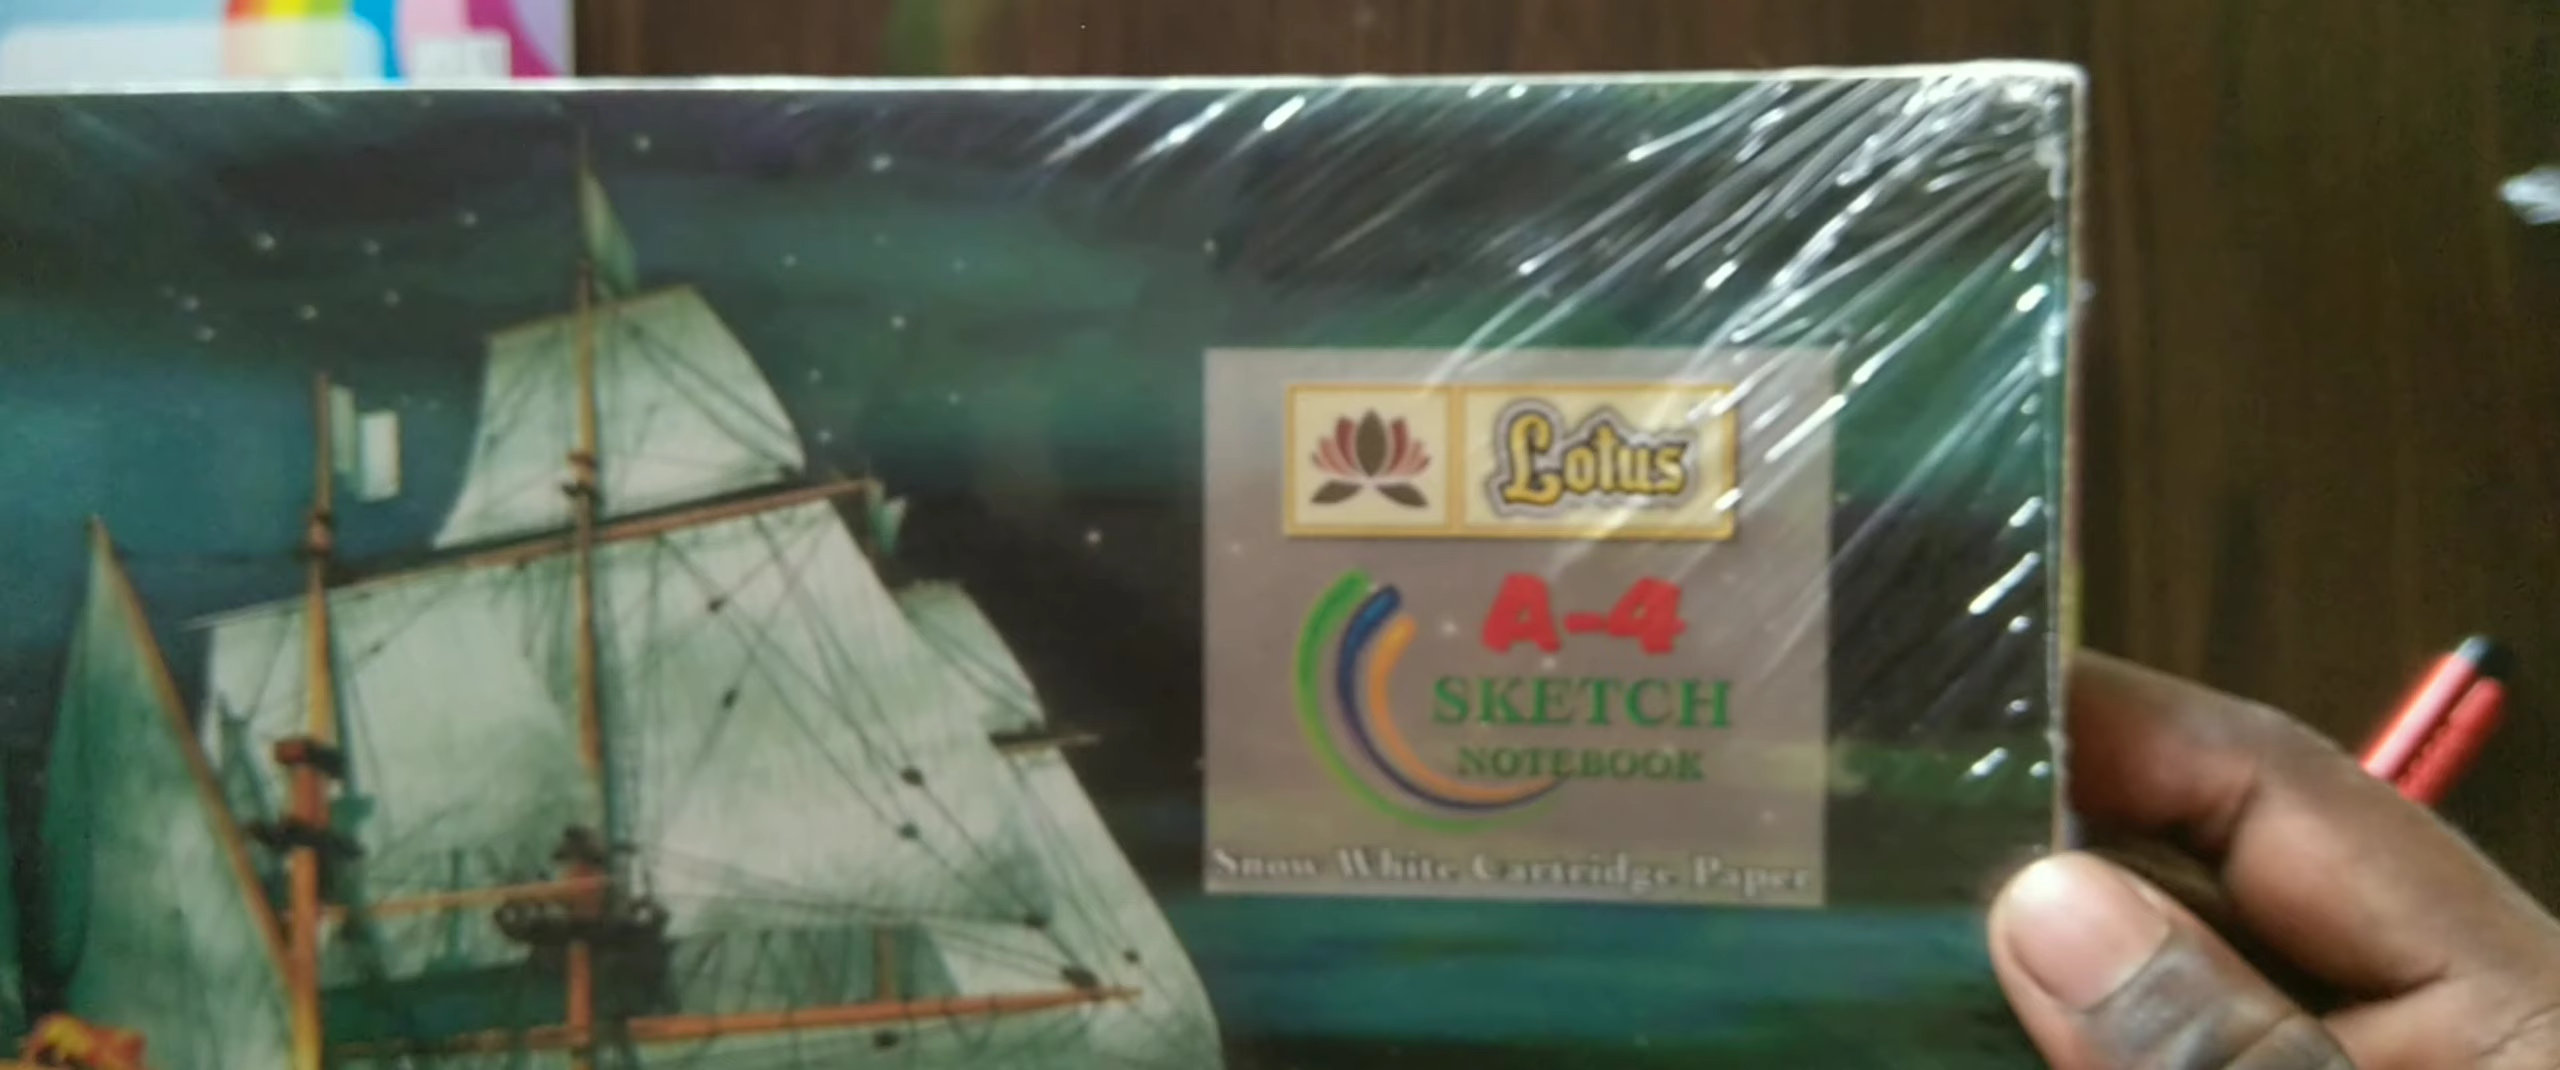 Lotus
A-4
SKETCH
NOTEBOOK
Snow White Cartridge Paper